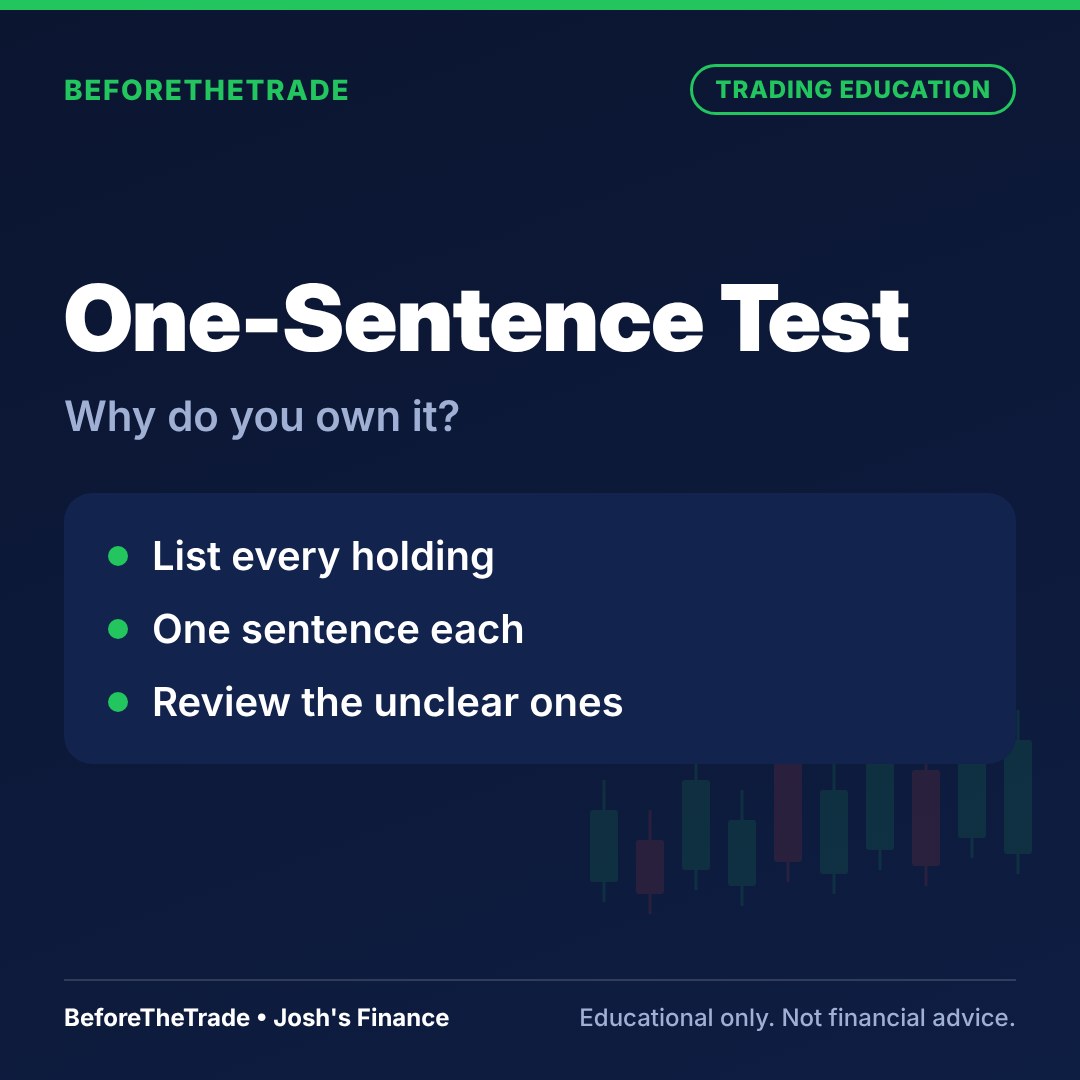 BEFORETHETRADE
TRADING EDUCATION
One-Sentence Test
Why do you own it?
List every holding
One sentence each
Review the unclear ones
BeforeTheTrade • Josh's Finance
Educational only. Not financial advice.